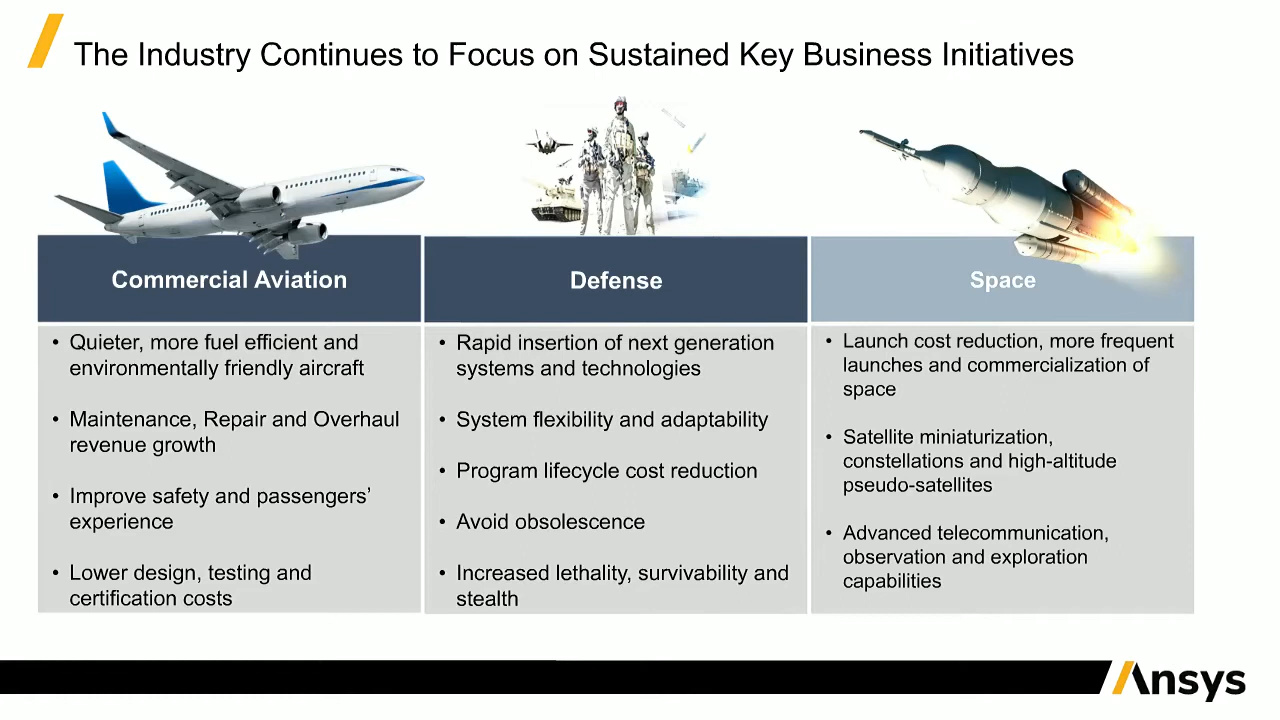 The Industry Continues to Focus on Sustained Key Business Initiatives
Commercial Aviation
• Quieter, more fuel efficient and
environmentally friendly aircraft
• Maintenance, Repair and Overhaul
revenue growth
• Improve safety and passengers’
experience
• Lower design, testing and
certification costs
Defense
• Rapid insertion of next generation
systems and technologies
• System flexibility and adaptability
• Program lifecycle cost reduction
• Avoid obsolescence
• Increased lethality, survivability and
stealth
Space
• Launch cost reduction, more frequent
launches and commercialization of
space
• Satellite miniaturization,
constellations and high-altitude
pseudo-satellites
• Advanced telecommunication,
observation and exploration
capabilities
Ansys